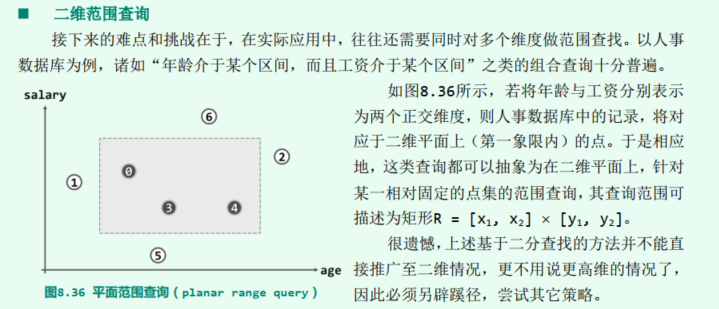 ■ 二维范围查询
接下来的难点和挑战在于，在实际应用中，往往还需要同时对多个维度做范围查找。以人事
数据库为例，诸如“年龄介于某个区间，而且工资介于某个区间”之类的组合查询十分普遍。
salary
⑥
②
①
⓿
❸
❹
⑤
age
图8.36 平面范围查询（planar range query）
如图8.36所示，若将年龄与工资分别表示
为两个正交维度，则人事数据库中的记录，将对
应于二维平面上（第一象限内）的点。于是相应
地，这类查询都可以抽象为在二维平面上，针对
某一相对固定的点集的范围查询，其查询范围可
描述为矩形R = [x₁, x₂] × [y₁, y₂]。
很遗憾，上述基于二分查找的方法并不能直
接推广至二维情况，更不用说更高维的情况了，
因此必须另辟蹊径，尝试其它策略。